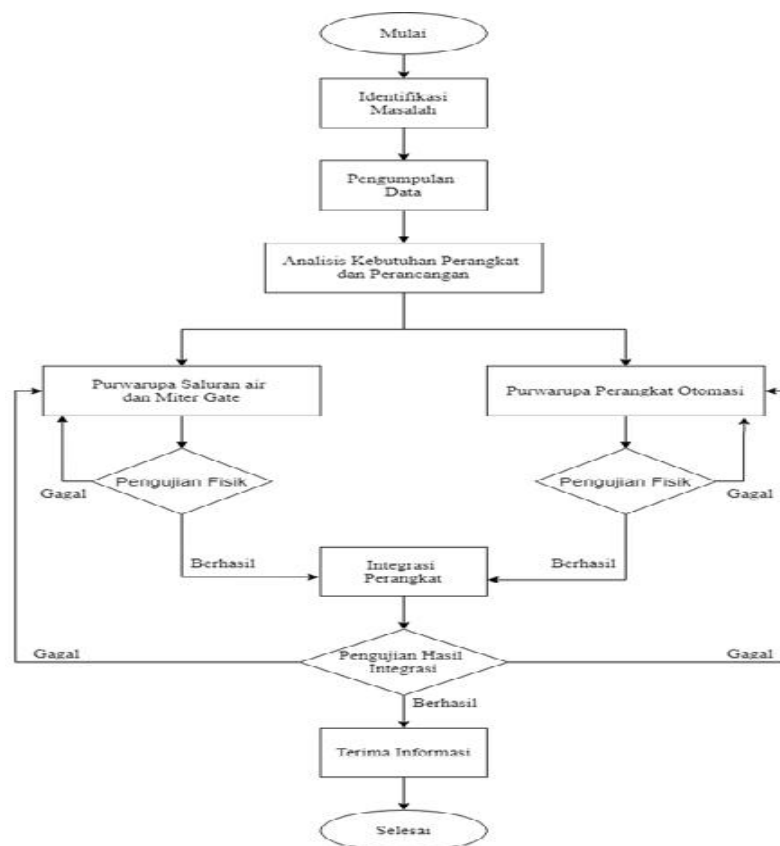 Mulai
Identifikasi
Masalah
Pengumpulan
Data
Analisis Kebutuhan Perangkat
dan Perancangan
Purwarupa Saluran air
dan Miter Gate
Purwarupa Perangkat Otomasi
Pengujian Fisik
Gagal
Pengujian Fisik
Gagal
Berhasil
Integrasi
Perangkat
Berhasil
Gagal
Pengujian Hasil
Integrasi
Gagal
Berhasil
Terima Informasi
Selesai